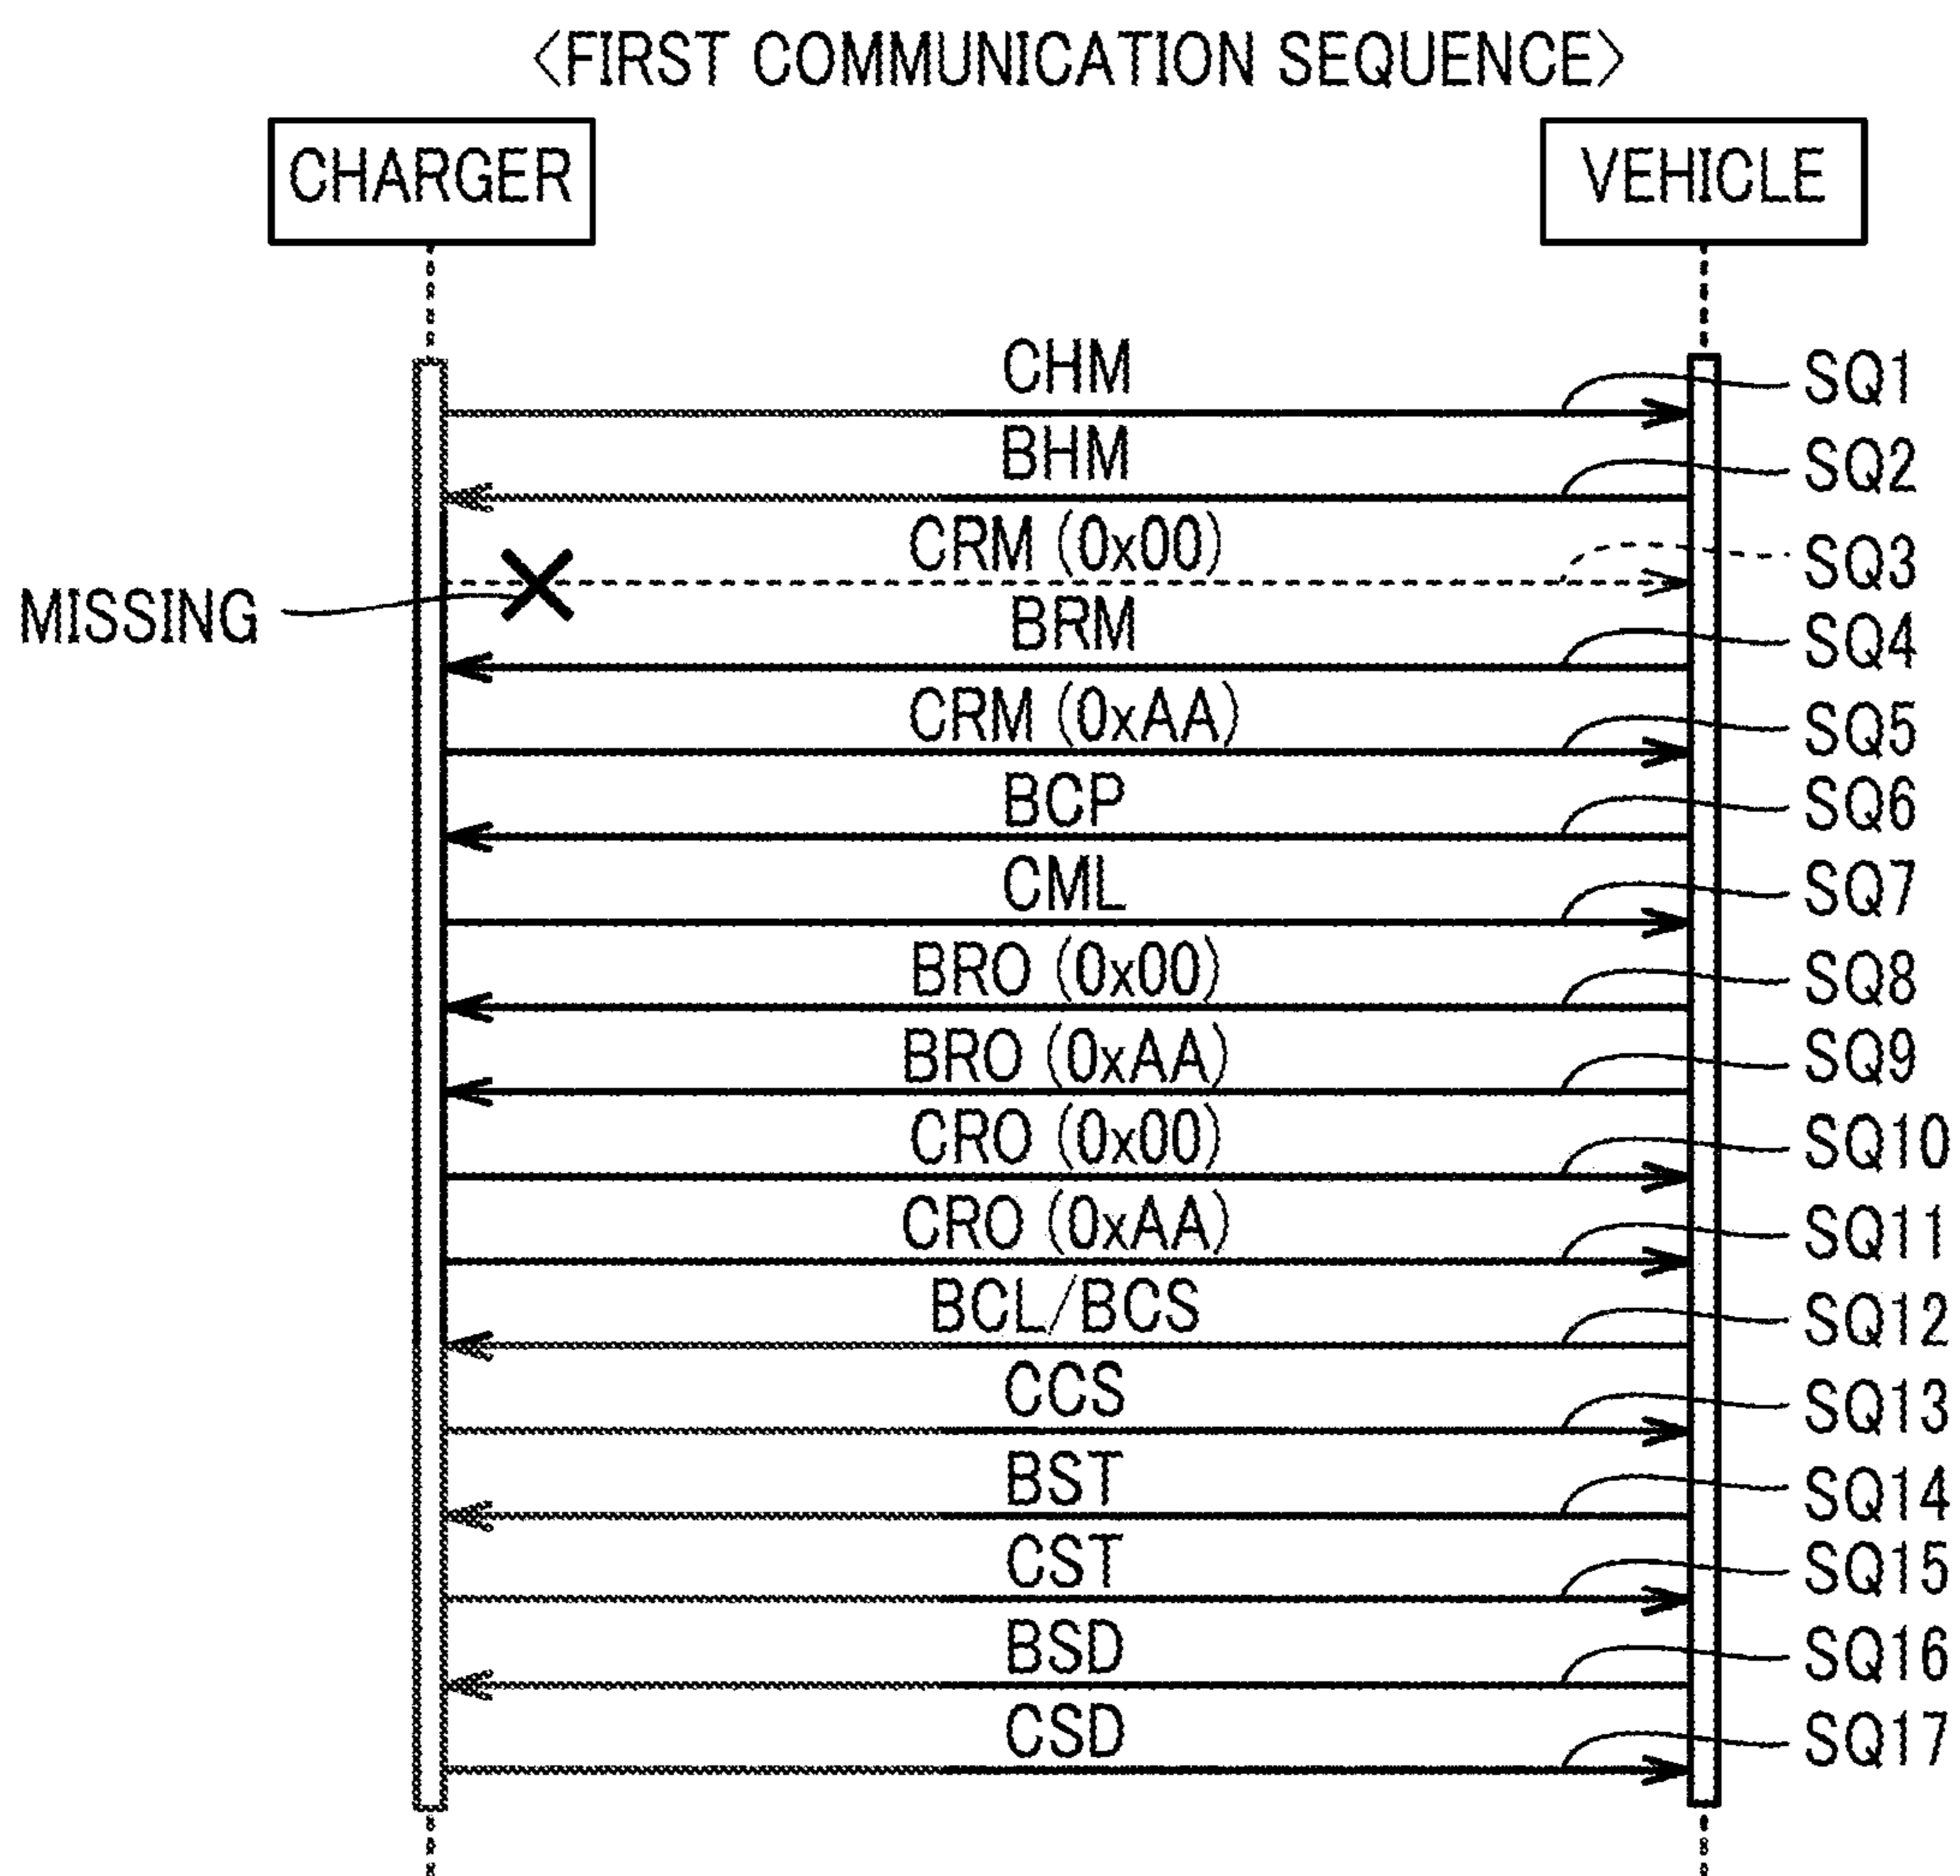 <FIRST COMMUNICATION SEQUENCE>
CHARGER
VEHICLE
CHM
SQ1
BHM
SQ2
CRM (0x00)
SQ3
MISSING
BRM
SQ4
CRM (0xAA)
SQ5
BCP
SQ6
CML
SQ7
BRO (0x00)
SQ8
BRO (0xAA)
SQ9
CRO (0x00)
SQ10
CRO (0xAA)
SQ11
BCL/BCS
SQ12
CCS
SQ13
BST
SQ14
CST
SQ15
BSD
SQ16
CSD
SQ17